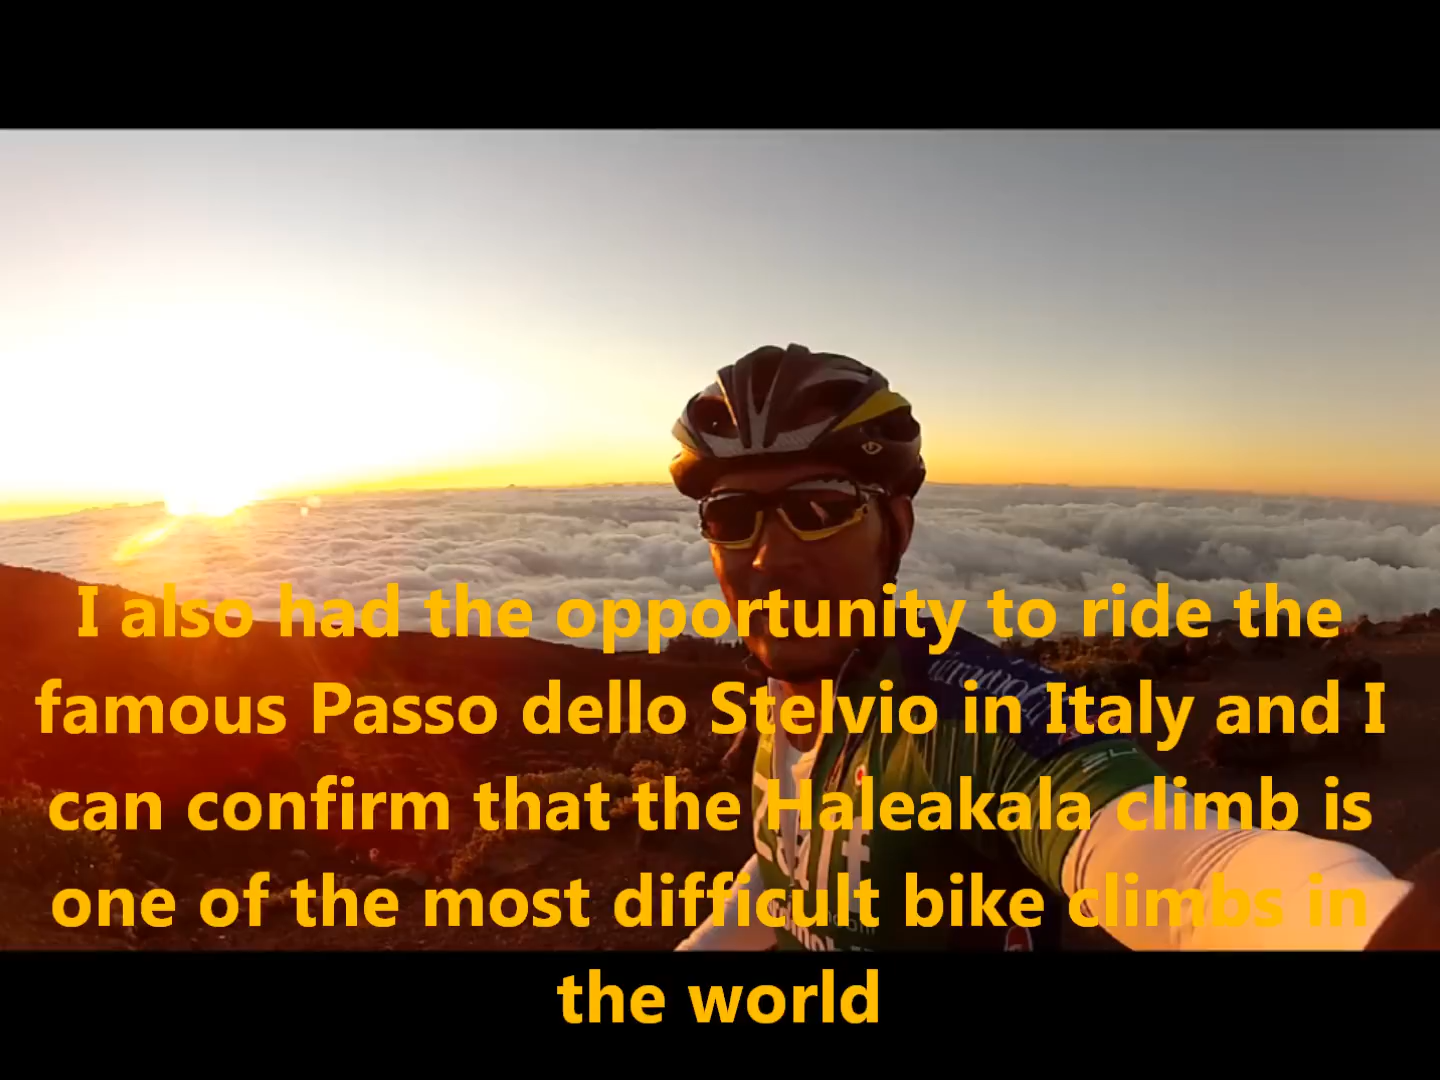 I also had the opportunity to ride the
famous Passo dello Stelvio in Italy and I
can confirm that the Haleakala climb is
one of the most difficult bike climbs in
the world